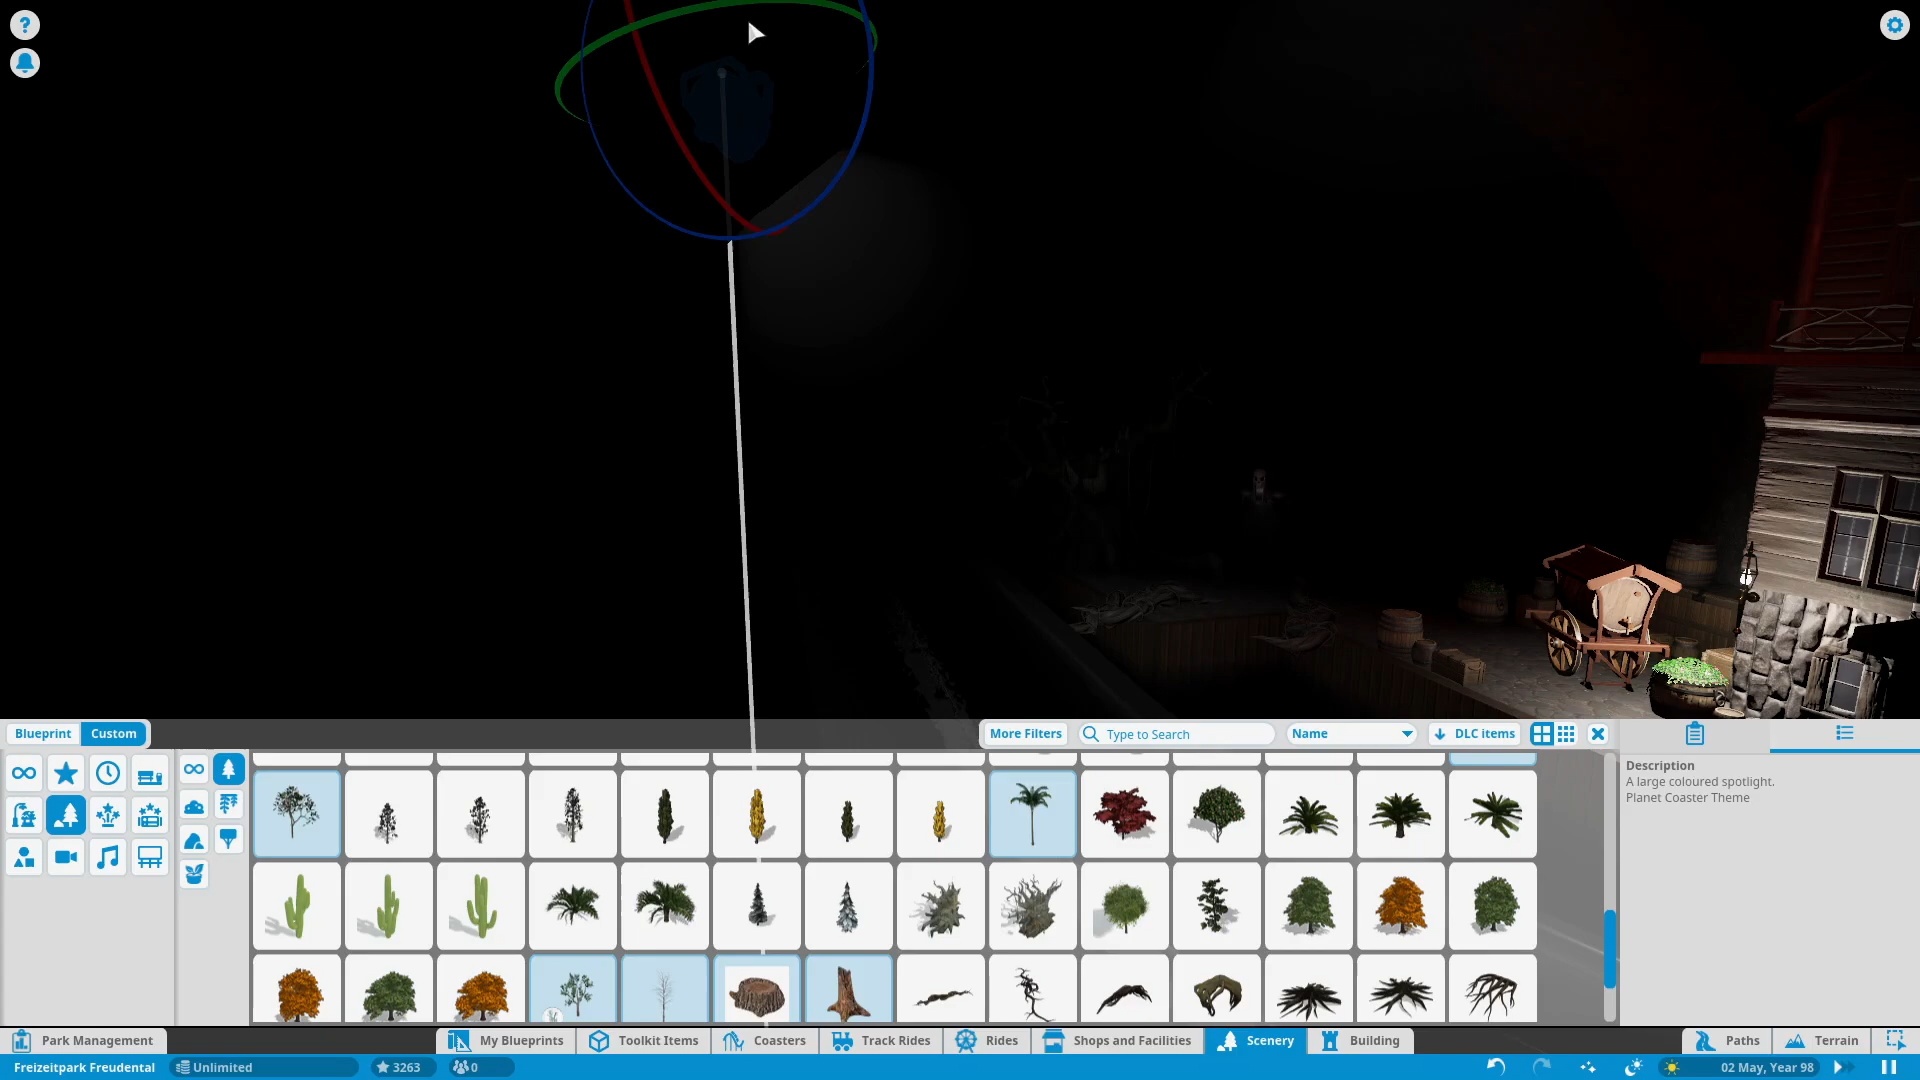 ?
Blueprint Custom
More Filters Type to Search Name DLC items
Description
A large coloured spotlight.
Planet Coaster Theme
Park Management My Blueprints Toolkit Items Coasters Track Rides Rides Shops and Facilities Scenery Building Paths Terrain
Freizeitpark Freudental Unlimited 3263 0 02 May, Year 98